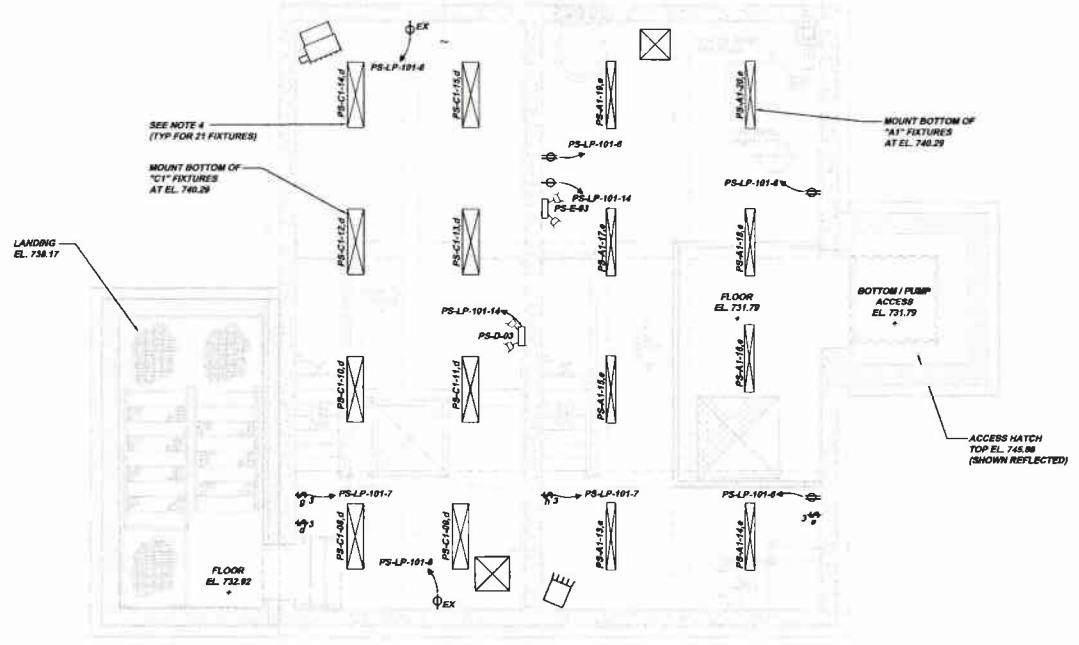 EX
PS-LP-101-6
PS-C1-14,d
PS-C1-15,d
PS-A1-19,e
PS-A1-20,e
SEE NOTE 4
(TYP FOR 21 FIXTURES)
MOUNT BOTTOM OF
"A1" FIXTURES
AT EL. 740.29
MOUNT BOTTOM OF
"C1" FIXTURES
AT EL. 740.29
PS-LP-101-6
PS-LP-101-14
PS-E-03
PS-LP-101-6
PS-C1-12,d
PS-C1-13,d
PS-A1-17,e
PS-A1-18,e
LANDING
EL. 738.17
FLOOR
EL. 731.79
+
BOTTOM / PUMP
ACCESS
EL. 731.79
+
PS-LP-101-14
PS-D-03
PS-C1-10,d
PS-C1-11,d
PS-A1-15,e
PS-A1-16,e
ACCESS HATCH
TOP EL.
(SHOWN REFLECTED)
3
g
PS-LP-101-7
3
h
PS-LP-101-7
PS-LP-101-6
3
d
3
e
PS-C1-08,d
PS-C1-09,d
PS-A1-13,e
PS-A1-14,e
PS-LP-101-6
EX
FLOOR
EL. 732.92
+